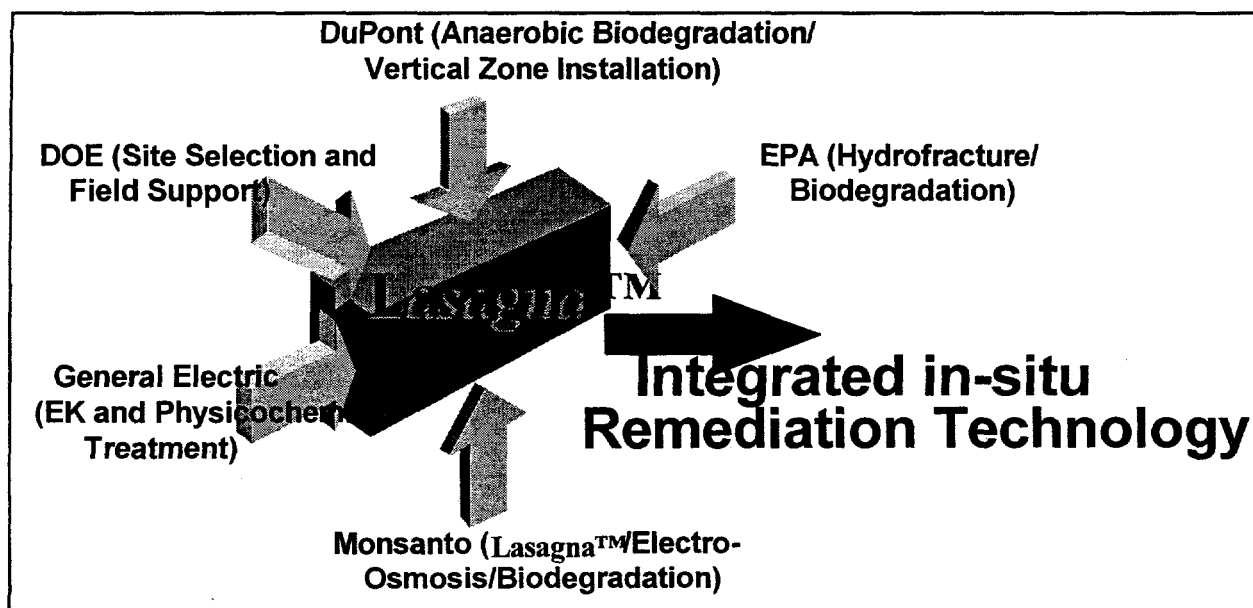 DuPont (Anaerobic Biodegradation/
Vertical Zone Installation)
DOE (Site Selection and
Field Support)
EPA (Hydrofracture/
Biodegradation)
Lasagna™
Integrated in-situ
Remediation Technology
General Electric
(EK and Physicochem
Treatment)
Monsanto (Lasagna™/Electro-
Osmosis/Biodegradation)